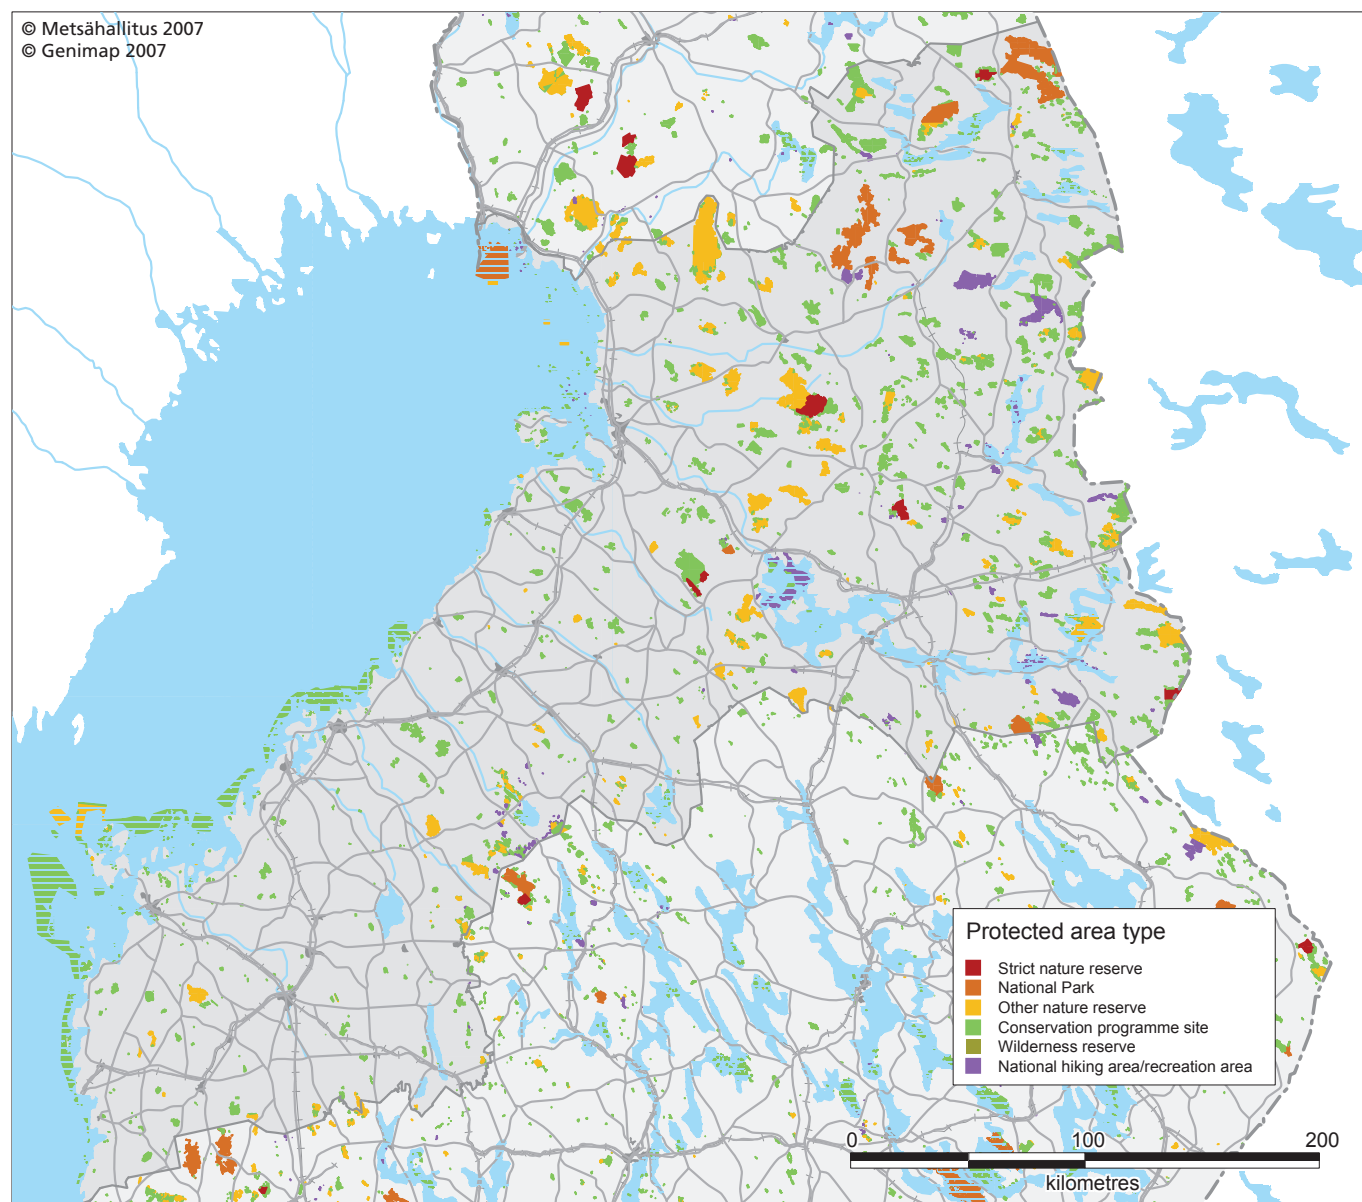 © Metsähallitus 2007
© Genimap 2007
Protected area type
Strict nature reserve
National Park
Other nature reserve
Conservation programme site
Wilderness reserve
National hiking area/recreation area
0 100 200
kilometres